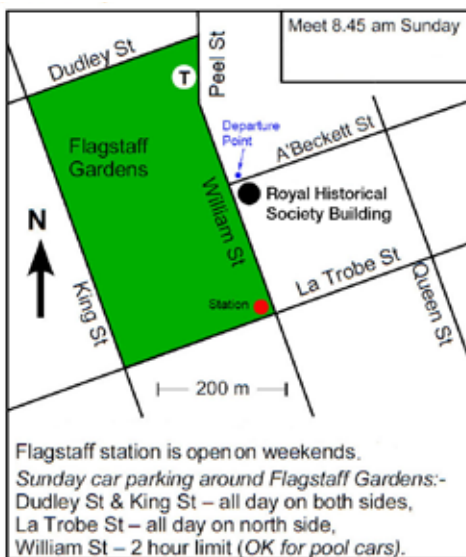 Meet 8.45 am Sunday
Dudley St
Peel St
T
Departure
Point
A'Beckett St
Flagstaff
Gardens
William St
Royal Historical
Society Building
N
La Trobe St
King St
Station
Queen St
200 m
Flagstaff station is open on weekends.
Sunday car parking around Flagstaff Gardens:-
Dudley St & King St – all day on both sides,
La Trobe St – all day on north side,
William St – 2 hour limit (OK for pool cars).